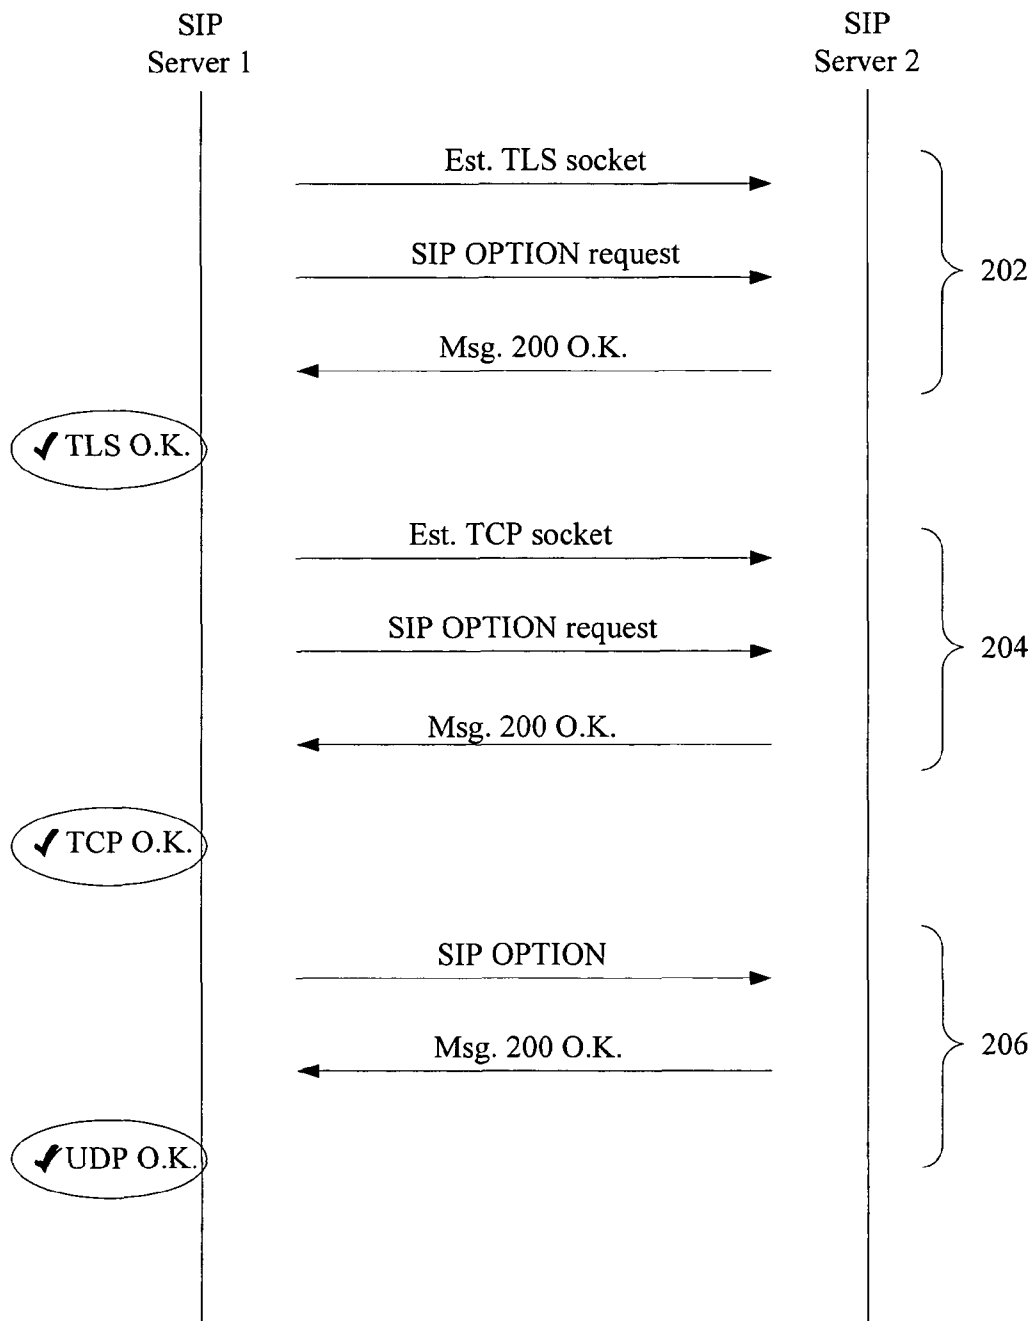 SIP
Server 1
SIP
Server 2
Est. TLS socket
SIP OPTION request
202
Msg. 200 O.K.
✓ TLS O.K.
Est. TCP socket
SIP OPTION request
204
Msg. 200 O.K.
✓ TCP O.K.
SIP OPTION
Msg. 200 O.K.
206
✓ UDP O.K.